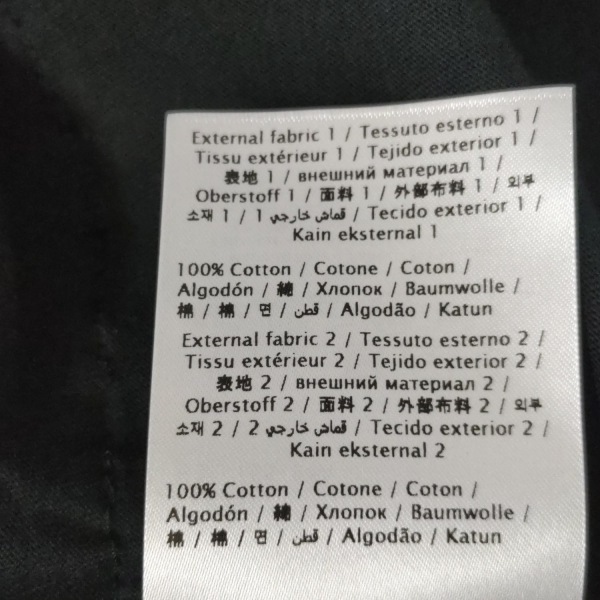 External fabric 1 / Tessuto esterno 1 /
Tissu extérieur 1 / Tejido exterior 1 /
表地 1 / внешний материал 1 /
Oberstoff 1 / 面料 1 / 外部布料 1 / 외부
소재 1 / قماش خارجي 1 / Tecido exterior 1 /
Kain eksternal 1
100% Cotton / Cotone / Coton /
Algodón / 綿 / Хлопок / Baumwolle /
棉 / 棉 / 면 / قطن / Algodão / Katun
External fabric 2 / Tessuto esterno 2 /
Tissu extérieur 2 / Tejido exterior 2 /
表地 2 / внешний материал 2 /
Oberstoff 2 / 面料 2 / 外部布料 2 / 외부
소재 2 / قماش خارجي 2 / Tecido exterior 2 /
Kain eksternal 2
100% Cotton / Cotone / Coton /
Algodón / 綿 / Хлопок / Baumwolle /
棉 / 棉 / 면 / قطن / Algodão / Katun